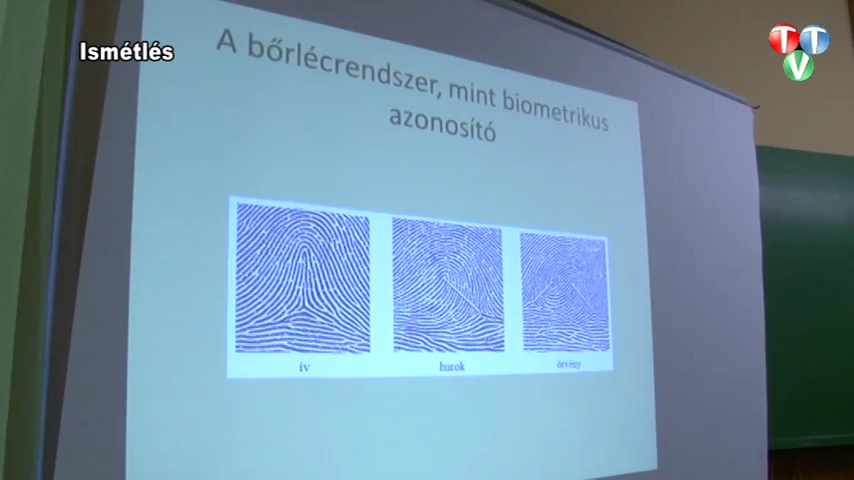 Ismétlés
TTV
A bőrlécrendszer, mint biometrikus
azonosító
ív
hurok
örvény